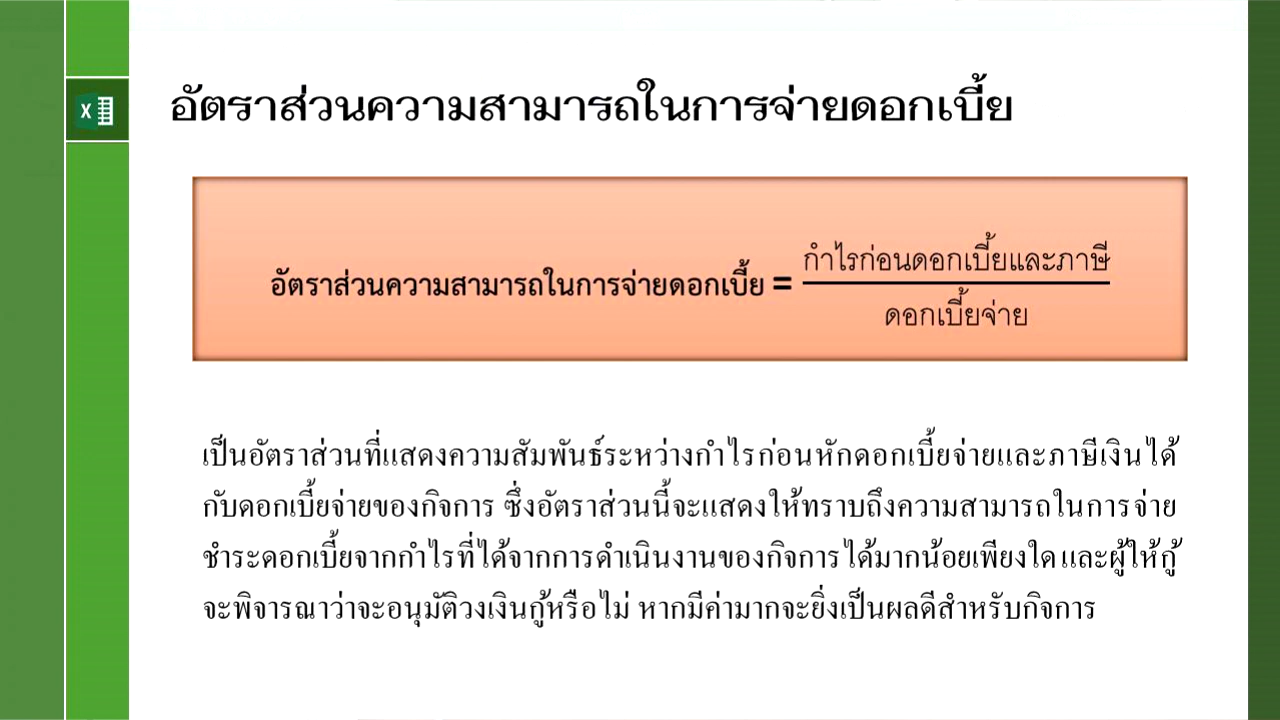 X
อัตราส่วนความสามารถในการจ่ายดอกเบี้ย
อัตราส่วนความสามารถในการจ่ายดอกเบี้ย =
กำไรก่อนดอกเบี้ยและภาษี
ดอกเบี้ยจ่าย
เป็นอัตราส่วนที่แสดงความสัมพันธ์ระหว่างกำไรก่อนหักดอกเบี้ยจ่ายและภาษีเงินได้
กับดอกเบี้ยจ่ายของกิจการ ซึ่งอัตราส่วนนี้จะแสดงให้ทราบถึงความสามารถในการจ่าย
ชำระดอกเบี้ยจากกำไรที่ได้จากการดำเนินงานของกิจการได้มากน้อยเพียงใด และผู้ให้กู้
จะพิจารณาว่าจะอนุมัติวงเงินกู้หรือไม่ หากมีค่ามากจะยิ่งเป็นผลดีสำหรับกิจการ